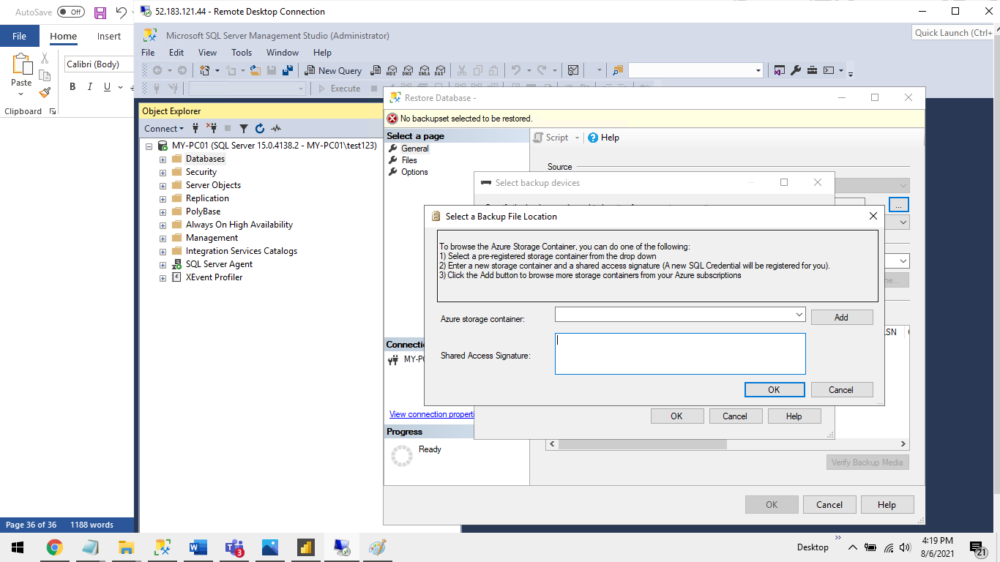 AutoSave Off
52.183.121.44 - Remote Desktop Connection
File Home Insert
Paste
Clipboard
Calibri (Body)
B I U
Microsoft SQL Server Management Studio (Administrator)
Quick Launch (Ctrl+
File Edit View Tools Window Help
New Query
MDX DMX XMLA DAX
Execute
Object Explorer
Connect
MY-PC01 (SQL Server 15.0.4138.2 - MY-PC01\test123)
Databases
Security
Server Objects
Replication
PolyBase
Always On High Availability
Management
Integration Services Catalogs
SQL Server Agent
XEvent Profiler
Restore Database -
No backupset selected to be restored.
Select a page
General
Files
Options
Script Help
Source
...
Select backup devices
Select a Backup File Location
To browse the Azure Storage Container, you can do one of the following:
1) Select a pre-registered storage container from the drop down
2) Enter a new storage container and a shared access signature (A new SQL Credential will be registered for you).
3) Click the Add button to browse more storage containers from your Azure subscriptions
Azure storage container:
Add
Shared Access Signature:
OK Cancel
LSN
Connecti
MY-P
View connection propert
OK Cancel Help
Progress
Ready
Verify Backup Media
OK Cancel Help
Page 36 of 36 1188 words
3
Desktop
4:19 PM
8/6/2021
21